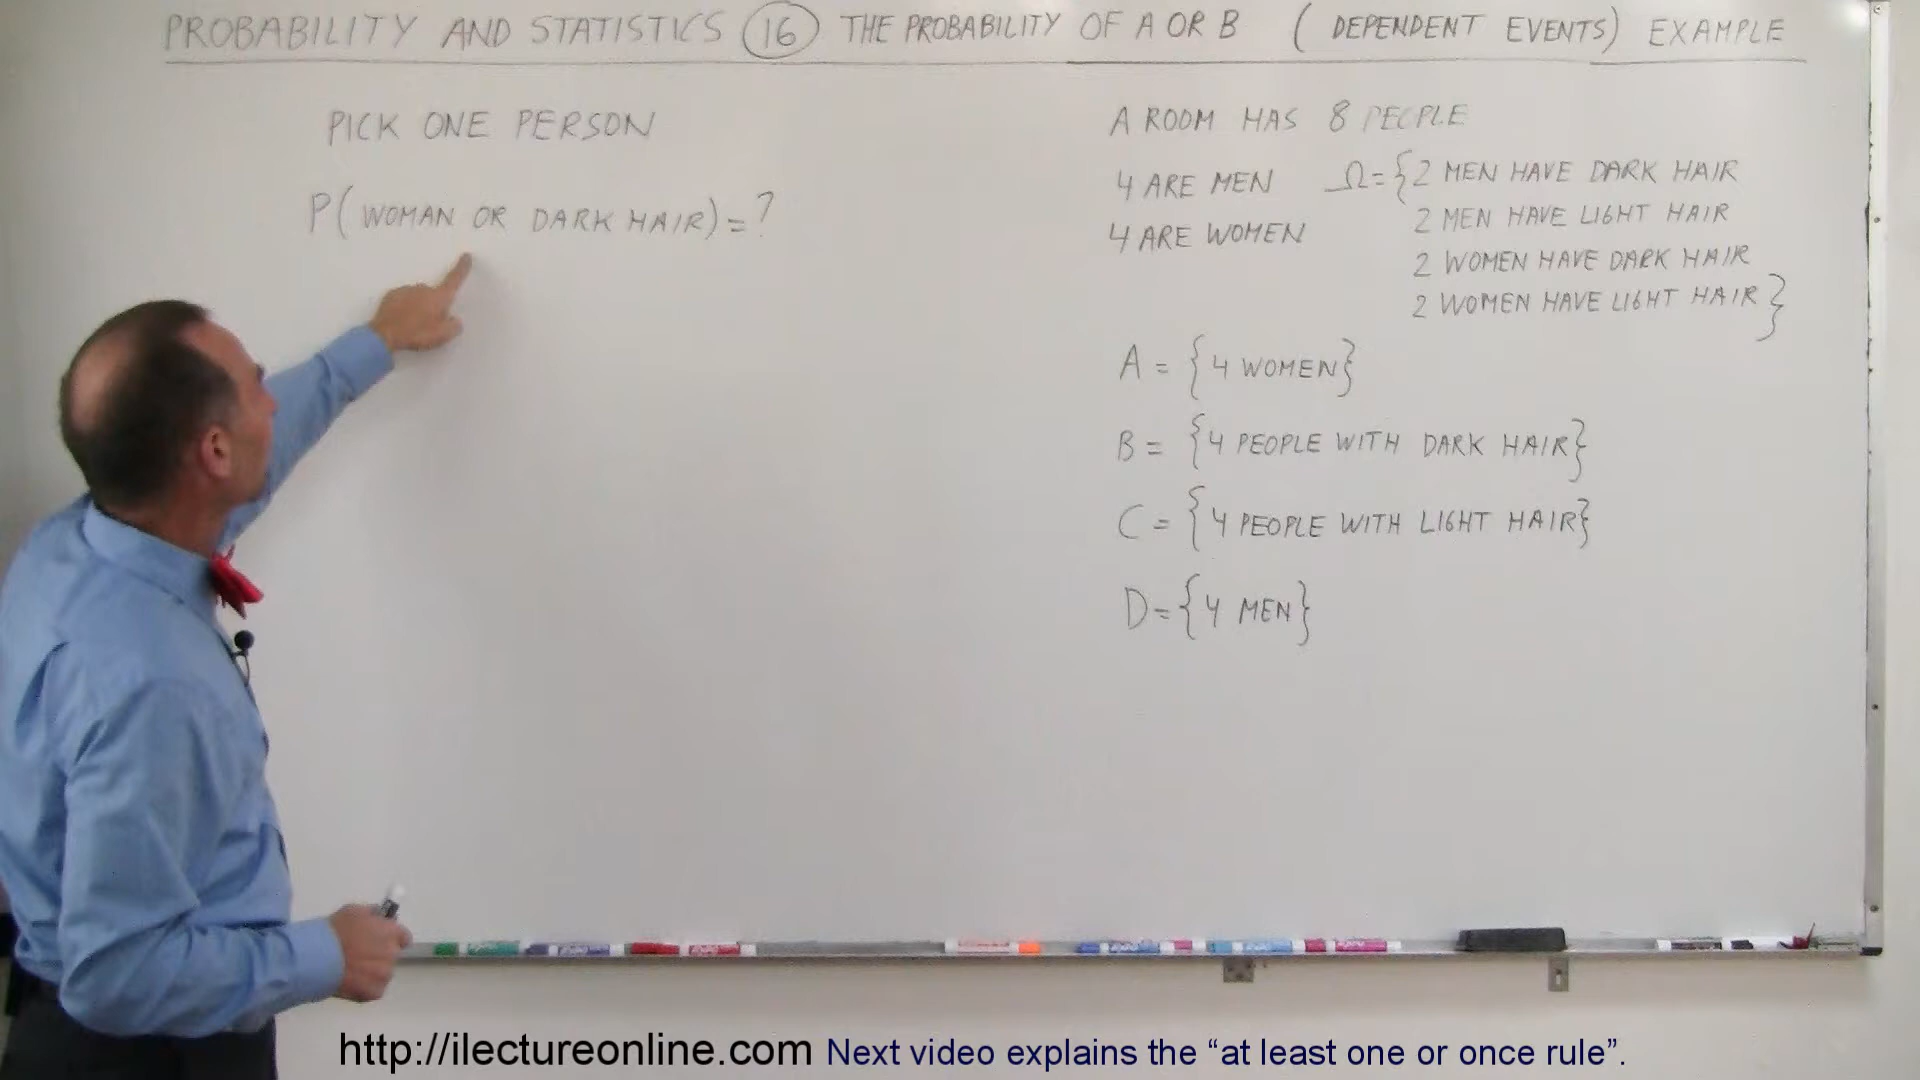 PROBABILITY AND STATISTICS 16 THE PROBABILITY OF A OR B (DEPENDENT EVENTS) EXAMPLE
PICK ONE PERSON
P(WOMAN OR DARK HAIR) = ?
A ROOM HAS 8 PEOPLE
4 ARE MEN
4 ARE WOMEN
Ω = {2 MEN HAVE DARK HAIR
2 MEN HAVE LIGHT HAIR
2 WOMEN HAVE DARK HAIR
2 WOMEN HAVE LIGHT HAIR}
A = {4 WOMEN}
B = {4 PEOPLE WITH DARK HAIR}
C = {4 PEOPLE WITH LIGHT HAIR}
D = {4 MEN}
http://ilectureonline.com Next video explains the “at least one or once rule”.